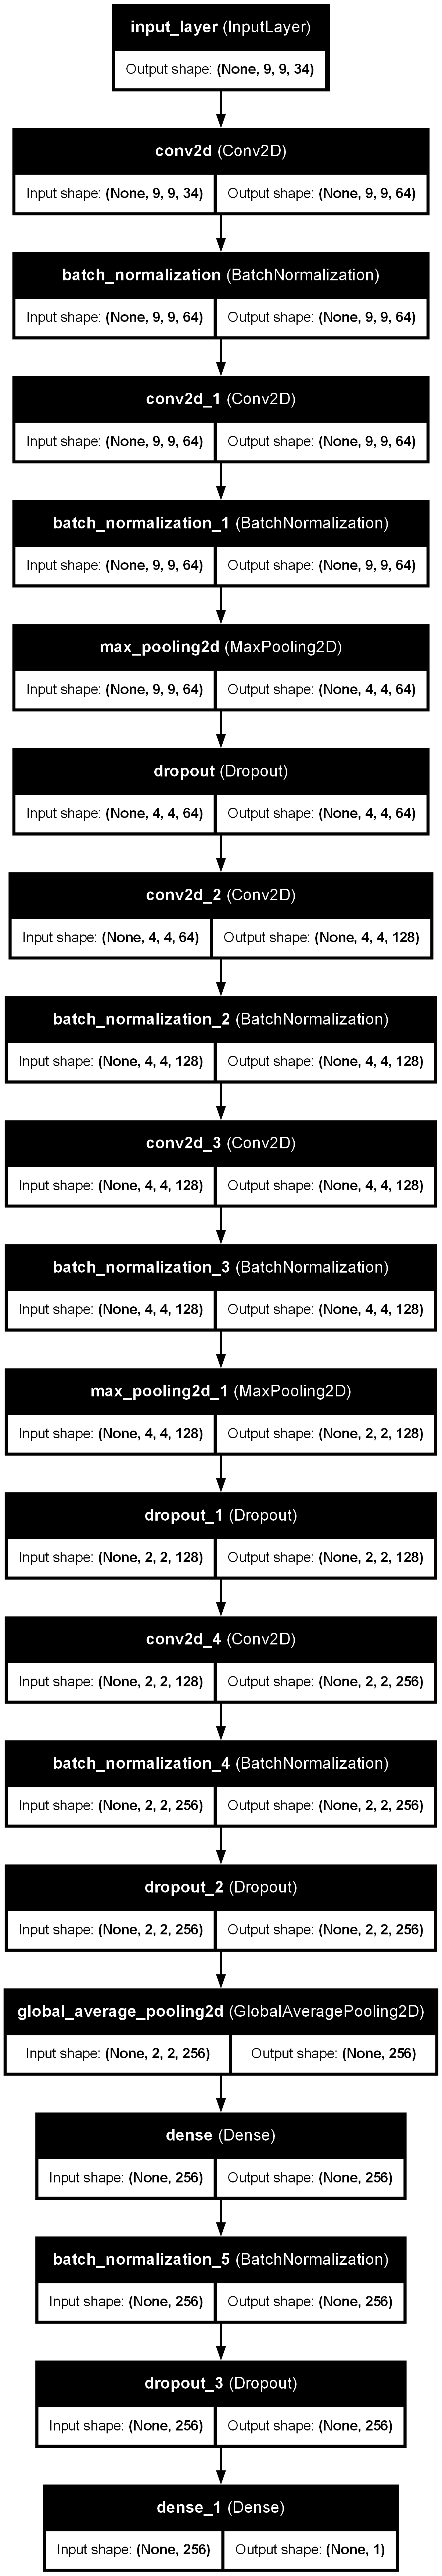 input_layer (InputLayer)
Output shape: (None, 9, 9, 34)
conv2d (Conv2D)
Input shape: (None, 9, 9, 34) Output shape: (None, 9, 9, 64)
batch_normalization (BatchNormalization)
Input shape: (None, 9, 9, 64) Output shape: (None, 9, 9, 64)
conv2d_1 (Conv2D)
Input shape: (None, 9, 9, 64) Output shape: (None, 9, 9, 64)
batch_normalization_1 (BatchNormalization)
Input shape: (None, 9, 9, 64) Output shape: (None, 9, 9, 64)
max_pooling2d (MaxPooling2D)
Input shape: (None, 9, 9, 64) Output shape: (None, 4, 4, 64)
dropout (Dropout)
Input shape: (None, 4, 4, 64) Output shape: (None, 4, 4, 64)
conv2d_2 (Conv2D)
Input shape: (None, 4, 4, 64) Output shape: (None, 4, 4, 128)
batch_normalization_2 (BatchNormalization)
Input shape: (None, 4, 4, 128) Output shape: (None, 4, 4, 128)
conv2d_3 (Conv2D)
Input shape: (None, 4, 4, 128) Output shape: (None, 4, 4, 128)
batch_normalization_3 (BatchNormalization)
Input shape: (None, 4, 4, 128) Output shape: (None, 4, 4, 128)
max_pooling2d_1 (MaxPooling2D)
Input shape: (None, 4, 4, 128) Output shape: (None, 2, 2, 128)
dropout_1 (Dropout)
Input shape: (None, 2, 2, 128) Output shape: (None, 2, 2, 128)
conv2d_4 (Conv2D)
Input shape: (None, 2, 2, 128) Output shape: (None, 2, 2, 256)
batch_normalization_4 (BatchNormalization)
Input shape: (None, 2, 2, 256) Output shape: (None, 2, 2, 256)
dropout_2 (Dropout)
Input shape: (None, 2, 2, 256) Output shape: (None, 2, 2, 256)
global_average_pooling2d (GlobalAveragePooling2D)
Input shape: (None, 2, 2, 256) Output shape: (None, 256)
dense (Dense)
Input shape: (None, 256) Output shape: (None, 256)
batch_normalization_5 (BatchNormalization)
Input shape: (None, 256) Output shape: (None, 256)
dropout_3 (Dropout)
Input shape: (None, 256) Output shape: (None, 256)
dense_1 (Dense)
Input shape: (None, 256) Output shape: (None, 1)